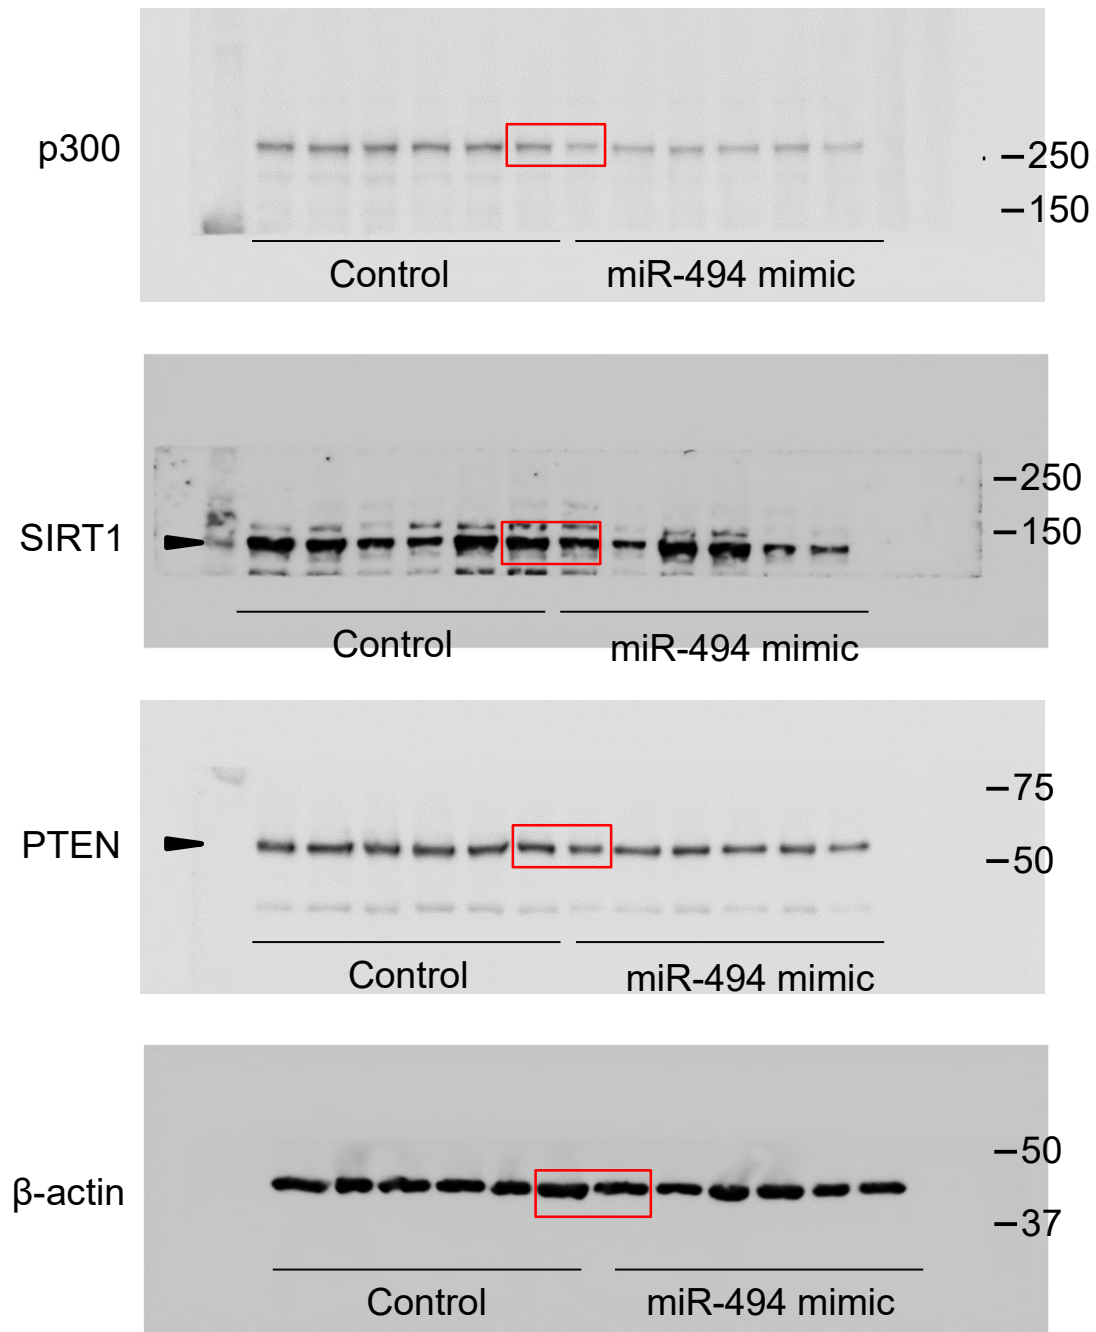 p300
–250
–150
Control miR-494 mimic
–250
SIRT1 –150
Control miR-494 mimic
–75
PTEN –50
Control miR-494 mimic
–50
β-actin
–37
Control miR-494 mimic